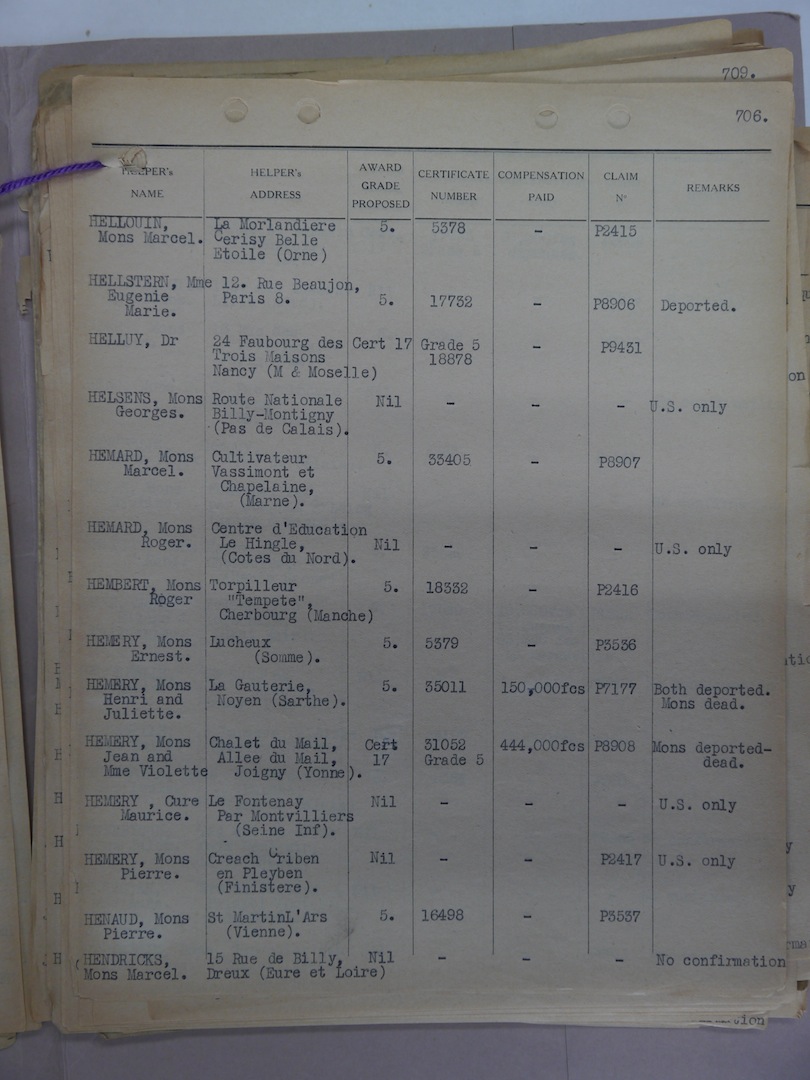 709.
706.
HELPER's NAME | HELPER's ADDRESS | AWARD GRADE PROPOSED | CERTIFICATE NUMBER | COMPENSATION PAID | CLAIM N° | REMARKS
HELLOUIN, La Morlandiere 5. 5378 - P2415
Mons Marcel. Cerisy Belle
Etoile (Orne)
HELLSTERN, Mme 12. Rue Beaujon,
Eugenie Paris 8. 5. 17732 - P8906 Deported.
Marie.
HELLUY, Dr 24 Faubourg des Cert 17 Grade 5 - P9431
Trois Maisons 18878
Nancy (M & Moselle)
HELSENS, Mons Route Nationale Nil - - - U.S. only
Georges. Billy-Montigny
(Pas de Calais).
HEMARD, Mons Cultivateur 5. 33405 - P8907
Marcel. Vassimont et
Chapelaine,
(Marne).
HEMARD, Mons Centre d'Education
Roger. Le Hingle, Nil - - - U.S. only
(Cotes du Nord).
HEMBERT, Mons Torpilleur 5. 18332 - P2416
Roger "Tempete",
Cherbourg (Manche)
HEMERY, Mons Lucheux 5. 5379 - P3536
Ernest. (Somme).
HEMERY, Mons La Gauterie, 5. 35011 150,000fcs P7177 Both deported.
Henri and Noyen (Sarthe). Mons dead.
Juliette.
HEMERY, Mons Chalet du Mail, Cert 31052 444,000fcs P8908 Mons deported-
Jean and Allee du Mail, 17 Grade 5 dead.
Mme Violette Joigny (Yonne).
HEMERY , Cure Le Fontenay Nil - - - U.S. only
Maurice. Par Montvilliers
(Seine Inf).
HEMERY, Mons Creach Criben Nil - - P2417 U.S. only
Pierre. en Pleyben
(Finistere).
HENAUD, Mons St MartinL'Ars 5. 16498 - P3537
Pierre. (Vienne).
HENDRICKS, 15 Rue de Billy, Nil - - - No confirmation
Mons Marcel. Dreux (Eure et Loire)